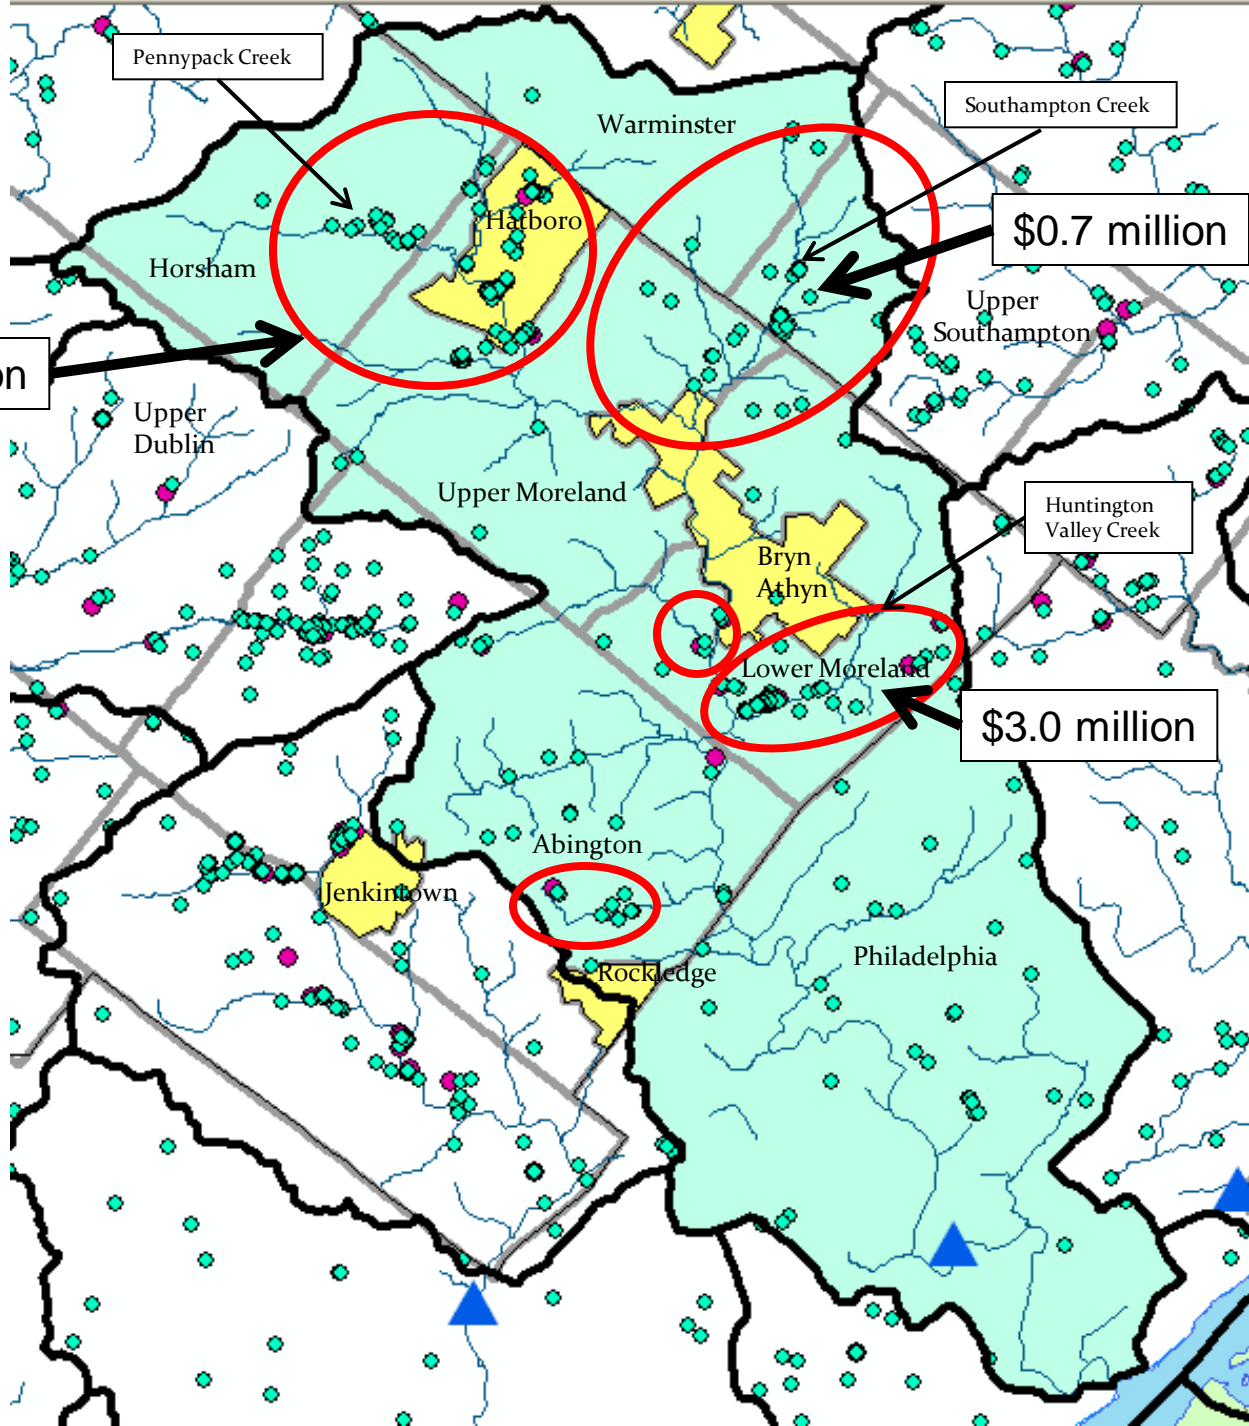 Pennypack Creek
Southampton Creek
Warminster
$0.7 million
Hatboro
Horsham
Upper
Southampton
on
Upper
Dublin
Upper Moreland
Huntington
Valley Creek
Bryn
Athyn
Lower Moreland
$3.0 million
Abington
Jenkintown
Philadelphia
Rockledge